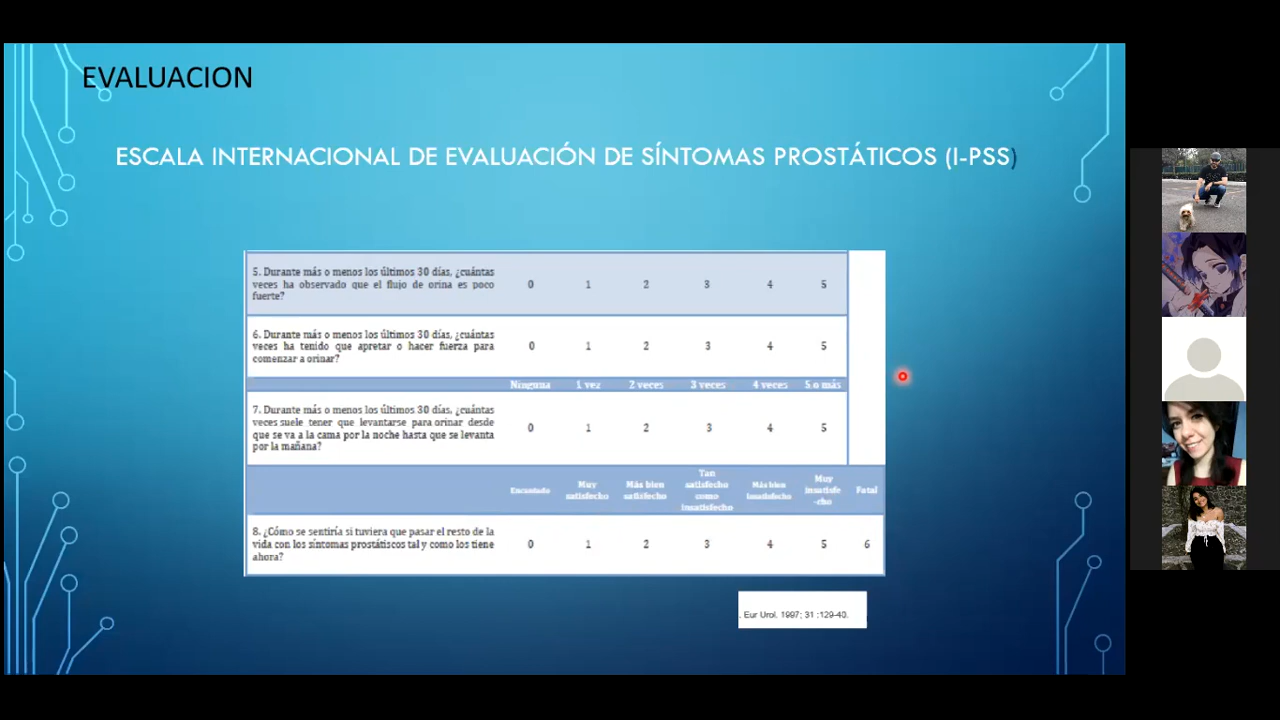 EVALUACION
ESCALA INTERNACIONAL DE EVALUACIÓN DE SÍNTOMAS PROSTÁTICOS (I-PSS)
5. Durante más o menos los últimos 30 días, ¿cuántas
veces ha observado que el flujo de orina es poco
fuerte?
0 1 2 3 4 5
6. Durante más o menos los últimos 30 días, ¿cuántas
veces ha tenido que apretar o hacer fuerza para
comenzar a orinar?
0 1 2 3 4 5
Ninguna 1 vez 2 veces 3 veces 4 veces 5 o más
7. Durante más o menos los últimos 30 días, ¿cuántas
veces suele tener que levantarse para orinar desde
que se va a la cama por la noche hasta que se levanta
por la mañana?
0 1 2 3 4 5
Encantado
Muy
satisfecho
Más bien
satisfecho
Tan
satisfecho
como
insatisfecho
Más bien
insatisfecho
Muy
insatisfe
-cho
Fatal
8. ¿Cómo se sentiría si tuviera que pasar el resto de la
vida con los síntomas prostátiscos tal y como los tiene
ahora?
0 1 2 3 4 5 6
. Eur Urol, 1997; 31 :129-40.